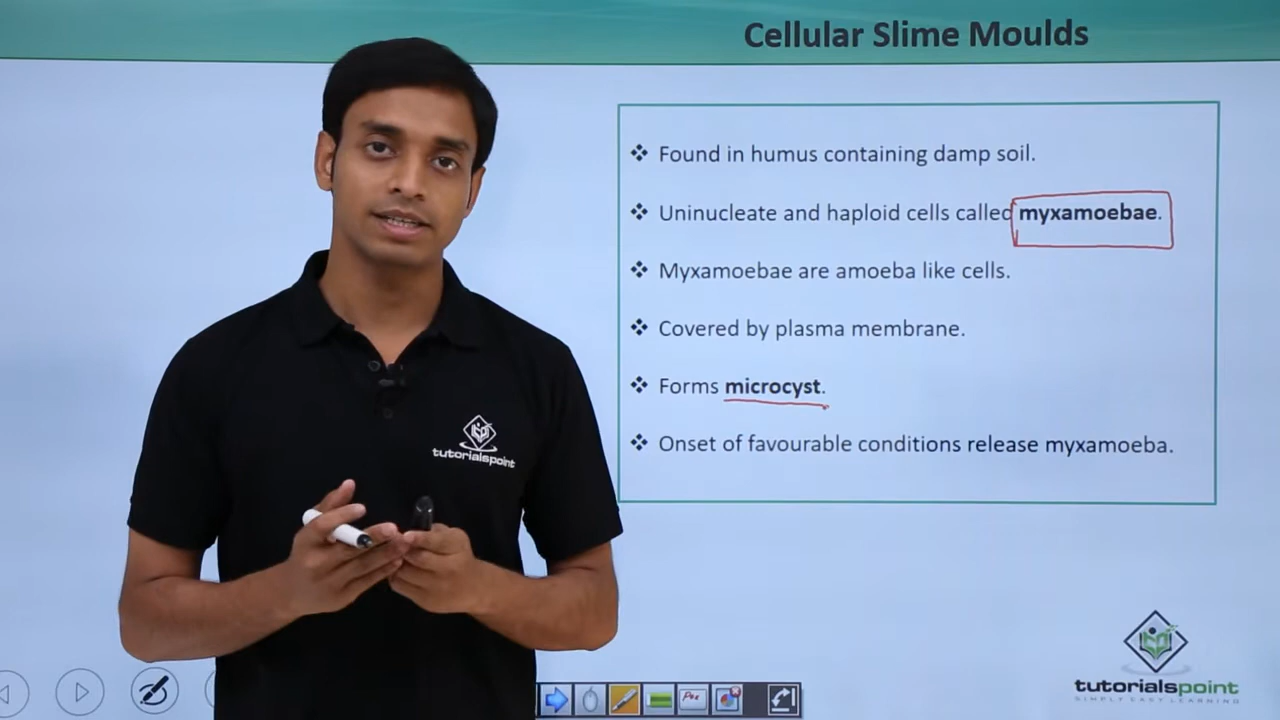 Cellular Slime Moulds
Found in humus containing damp soil.
Uninucleate and haploid cells called myxamoebae.
Myxamoebae are amoeba like cells.
Covered by plasma membrane.
Forms microcyst.
Onset of favourable conditions release myxamoeba.
tutorialspoint
tutorialspoint
SIMPLY EASY LEARNING